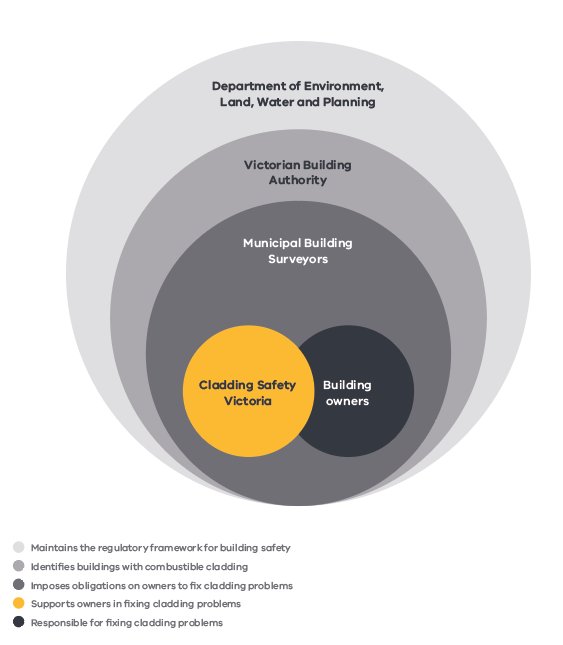 Department of Environment,
Land, Water and Planning
Victorian Building
Authority
Municipal Building
Surveyors
Cladding Safety
Victoria
Building
owners
Maintains the regulatory framework for building safety
Identifies buildings with combustible cladding
Imposes obligations on owners to fix cladding problems
Supports owners in fixing cladding problems
Responsible for fixing cladding problems